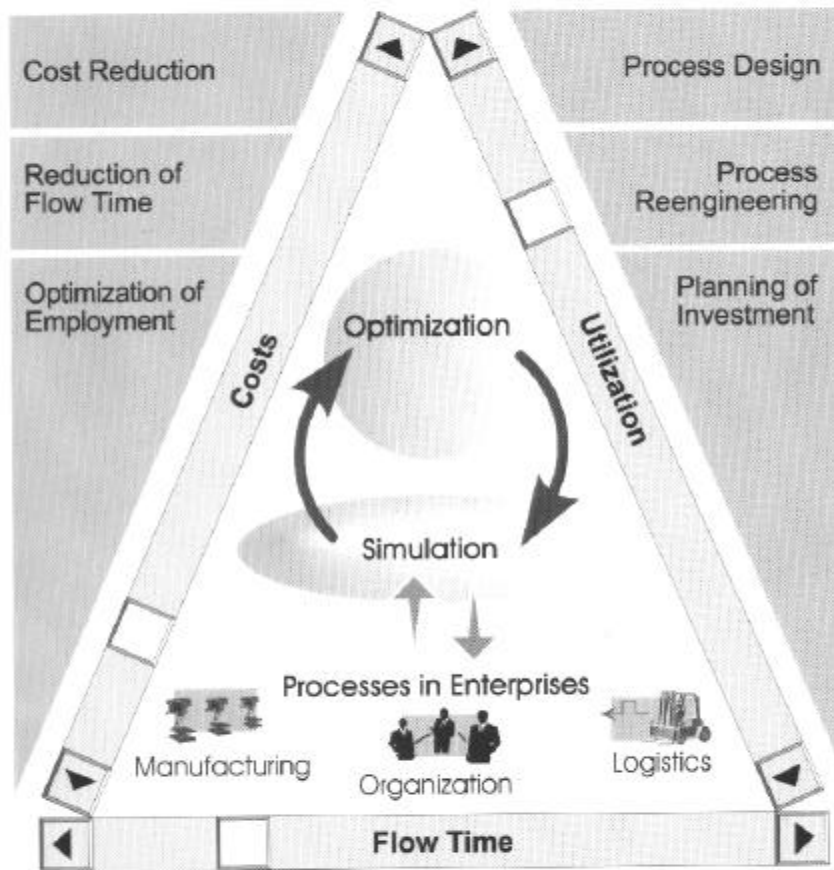 Cost Reduction
Process Design
Reduction of
Flow Time
Process
Reengineering
Optimization of
Employment
Planning of
Investment
Costs
Utilization
Optimization
Simulation
Processes in Enterprises
Manufacturing
Organization
Logistics
Flow Time